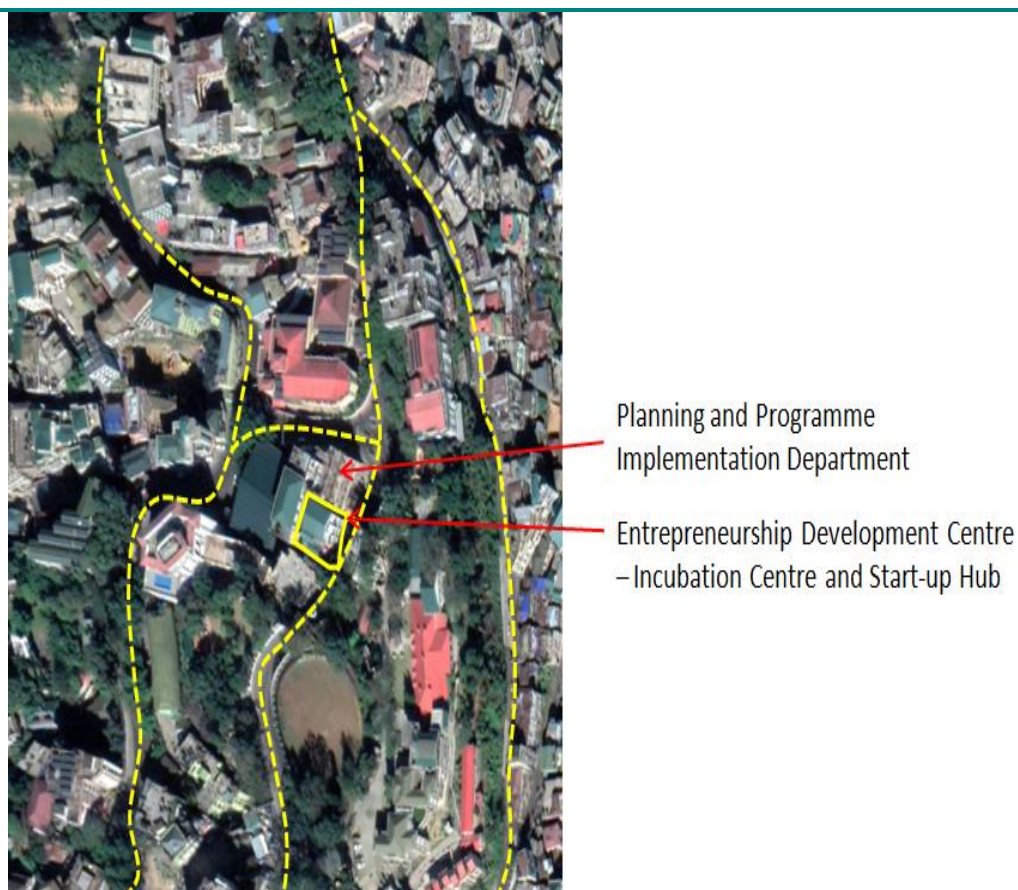 Planning and Programme
Implementation Department
Entrepreneurship Development Centre
– Incubation Centre and Start-up Hub